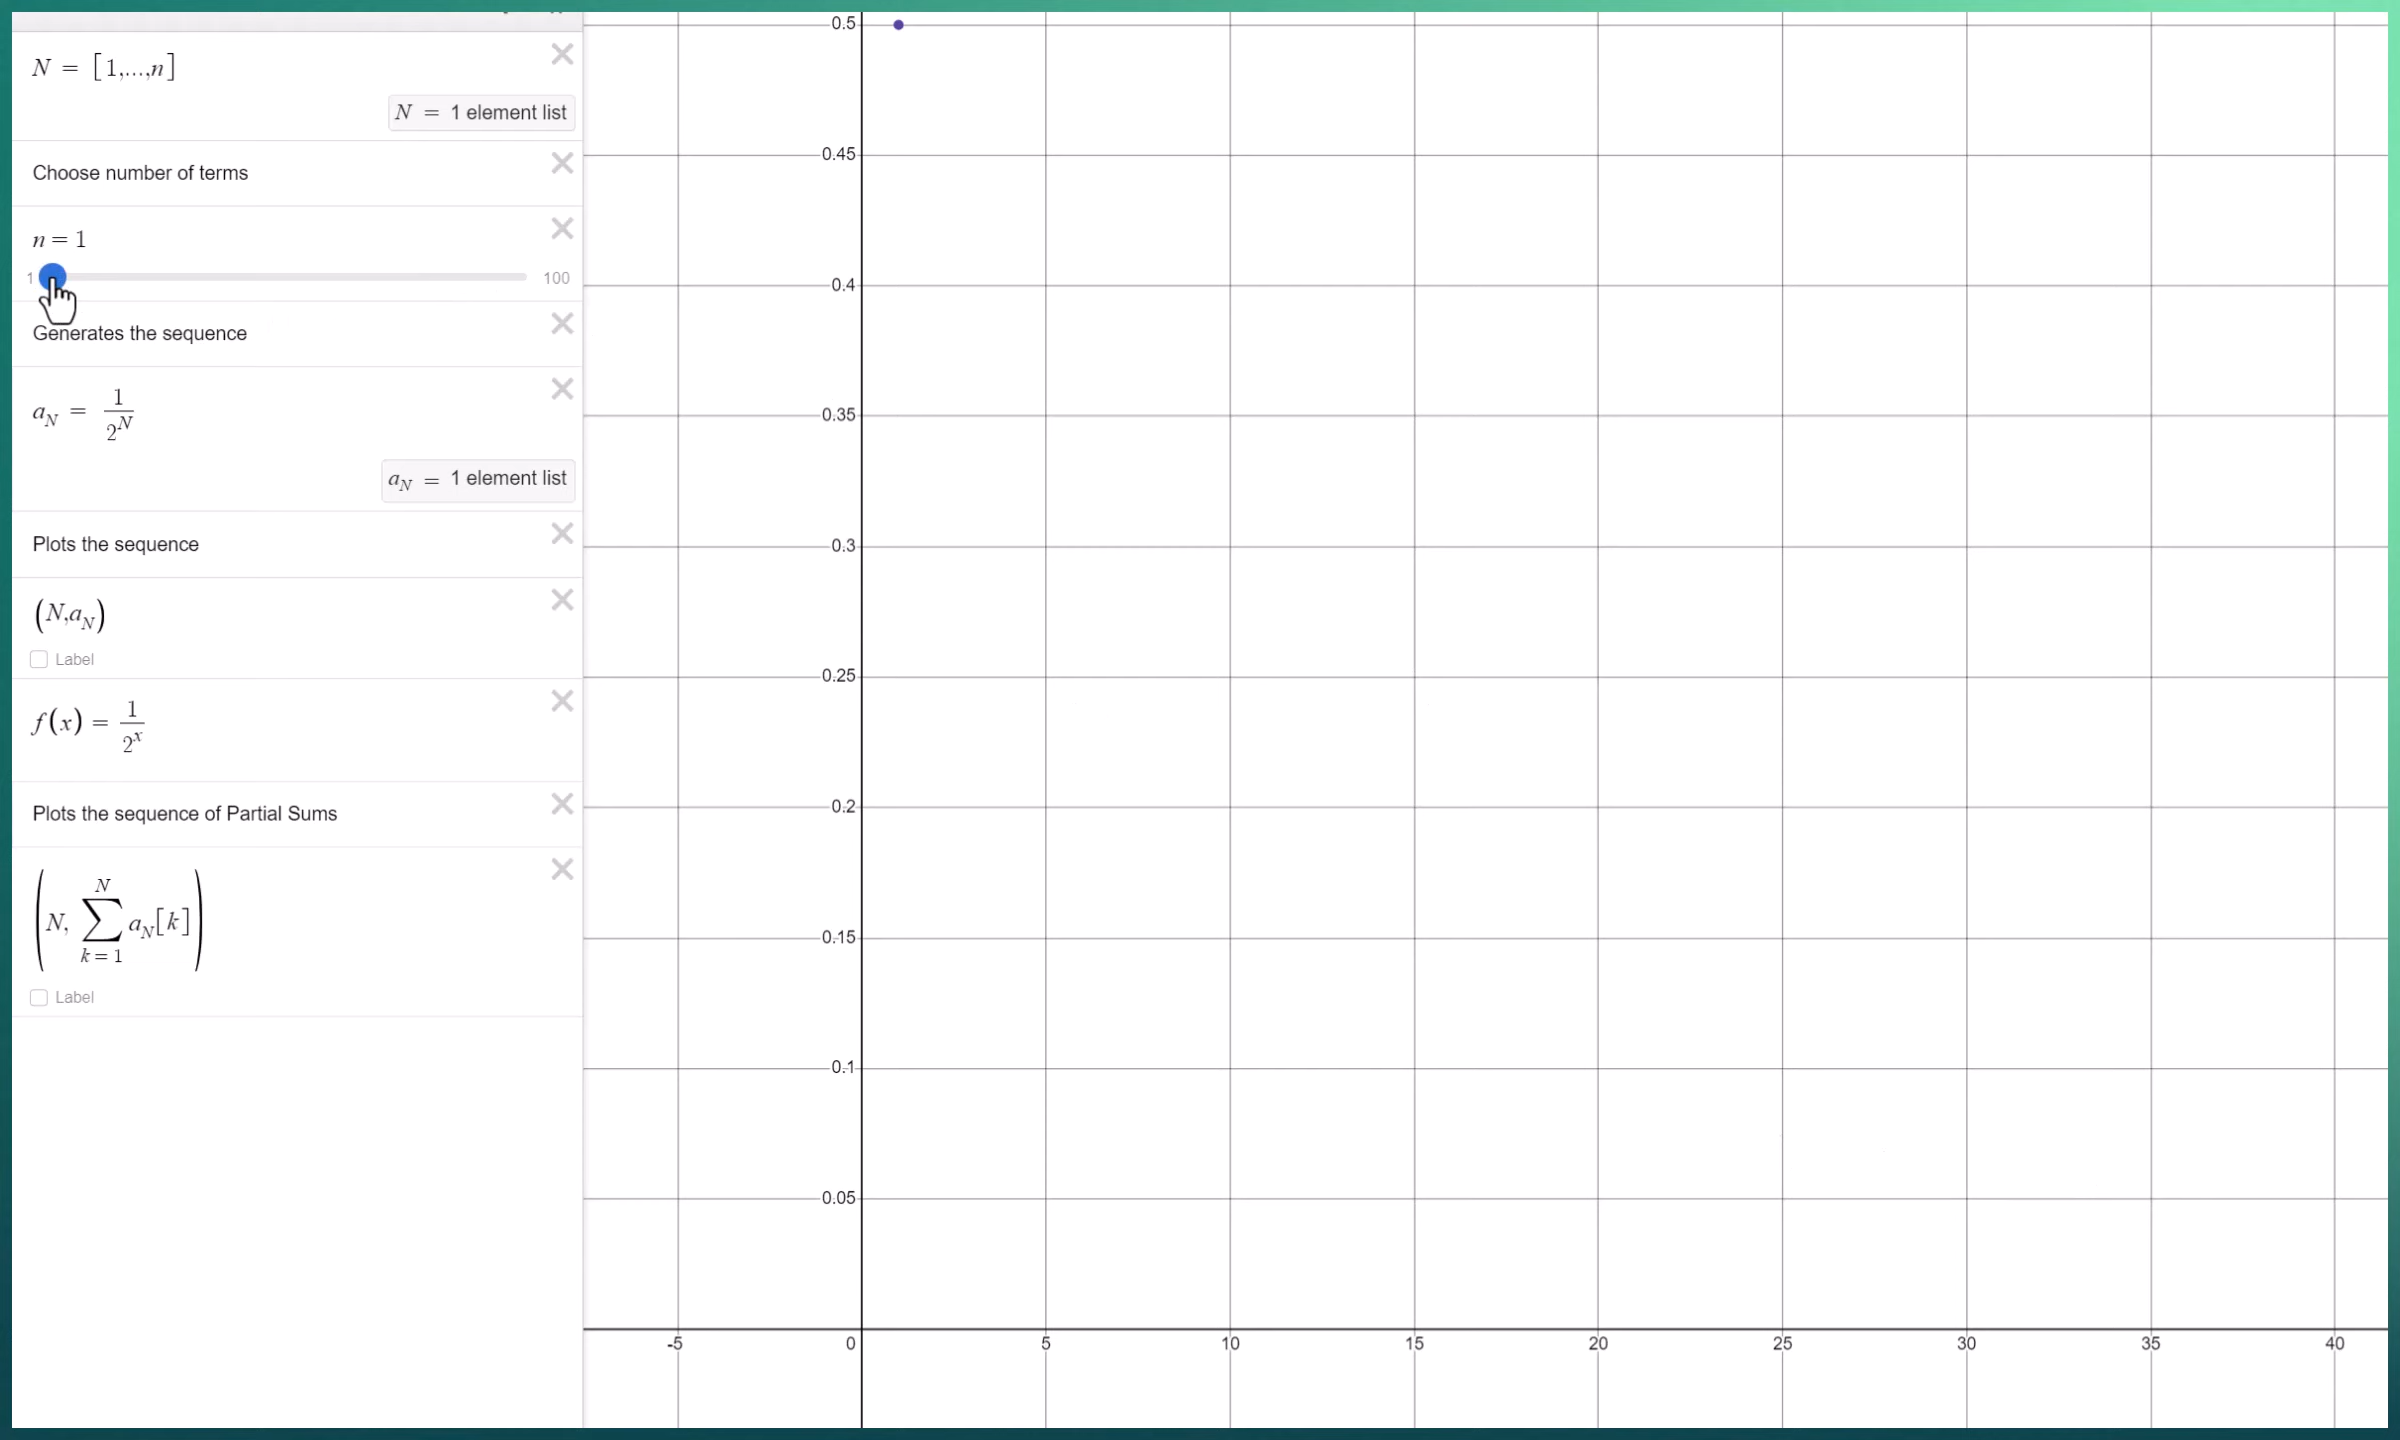 N = [1,...,n]
N = 1 element list
Choose number of terms
n = 1
1 100
Generates the sequence
a_N = 1/2^N
a_N = 1 element list
Plots the sequence
(N,a_N)
Label
f(x) = 1/2^x
Plots the sequence of Partial Sums
(N, ∑_{k=1}^{N} a_N[k])
Label
0.5
0.45
0.4
0.35
0.3
0.25
0.2
0.15
0.1
0.05
-5 0 5 10 15 20 25 30 35 40